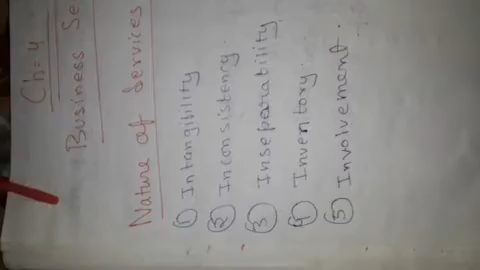 Ch = 4
Business Se
Nature of Services
① Intangibility
② Inconsistency.
③ Inseparability
④ Inventory.
⑤ Involvement.